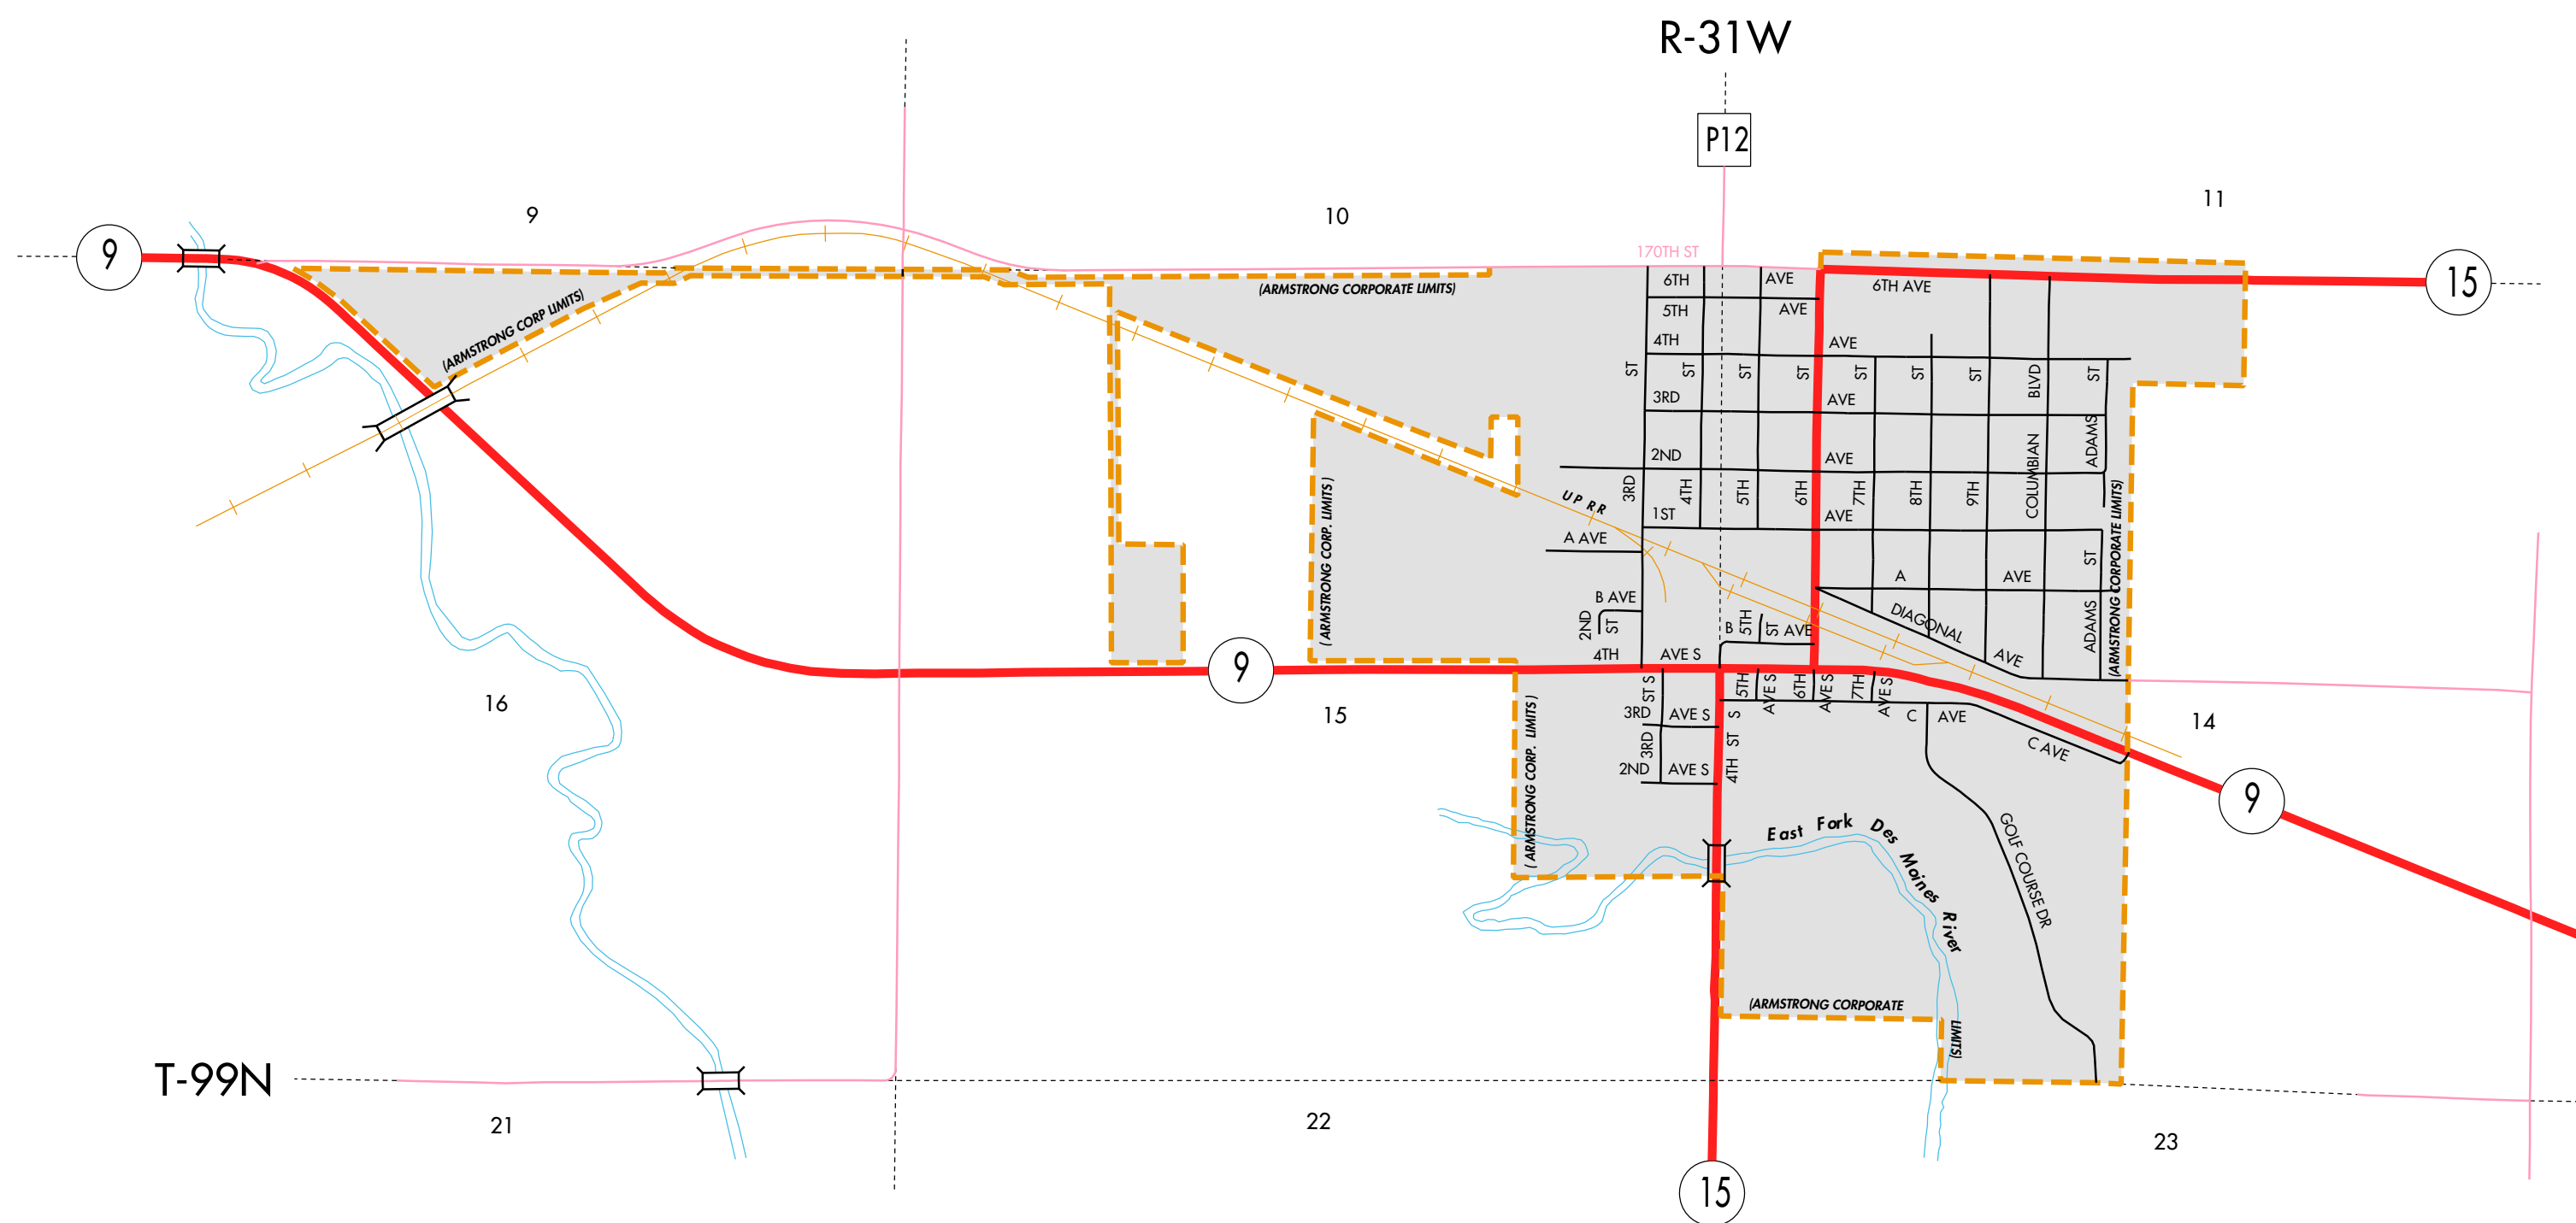 R-31W
P12
9
10
11
9
170TH ST
15
(ARMSTRONG CORP LIMITS)
(ARMSTRONG CORPORATE LIMITS)
6TH AVE
6TH AVE
5TH AVE
4TH AVE
ST
ST
ST
ST
ST
ST
ST
BLVD
ST
3RD AVE
2ND AVE
ADAMS
COLUMBIAN
3RD
4TH
5TH
6TH
7TH
8TH
9TH
UP RR
1ST AVE
A AVE
(ARMSTRONG CORP. LIMITS)
(ARMSTRONG CORPORATE LIMITS)
A AVE
ST
ADAMS
B AVE
2ND ST
B AVE
5TH ST
DIAGONAL AVE
4TH AVE S
9
16
15
14
ST S
3RD
5TH AVE S
6TH AVE S
7TH AVE S
3RD AVE S
2ND AVE S
4TH ST S
C AVE
C AVE
(ARMSTRONG CORP. LIMITS)
9
East Fork Des Moines River
GOLF COURSE DR
(ARMSTRONG CORPORATE LIMITS)
T-99N
21
22
23
15